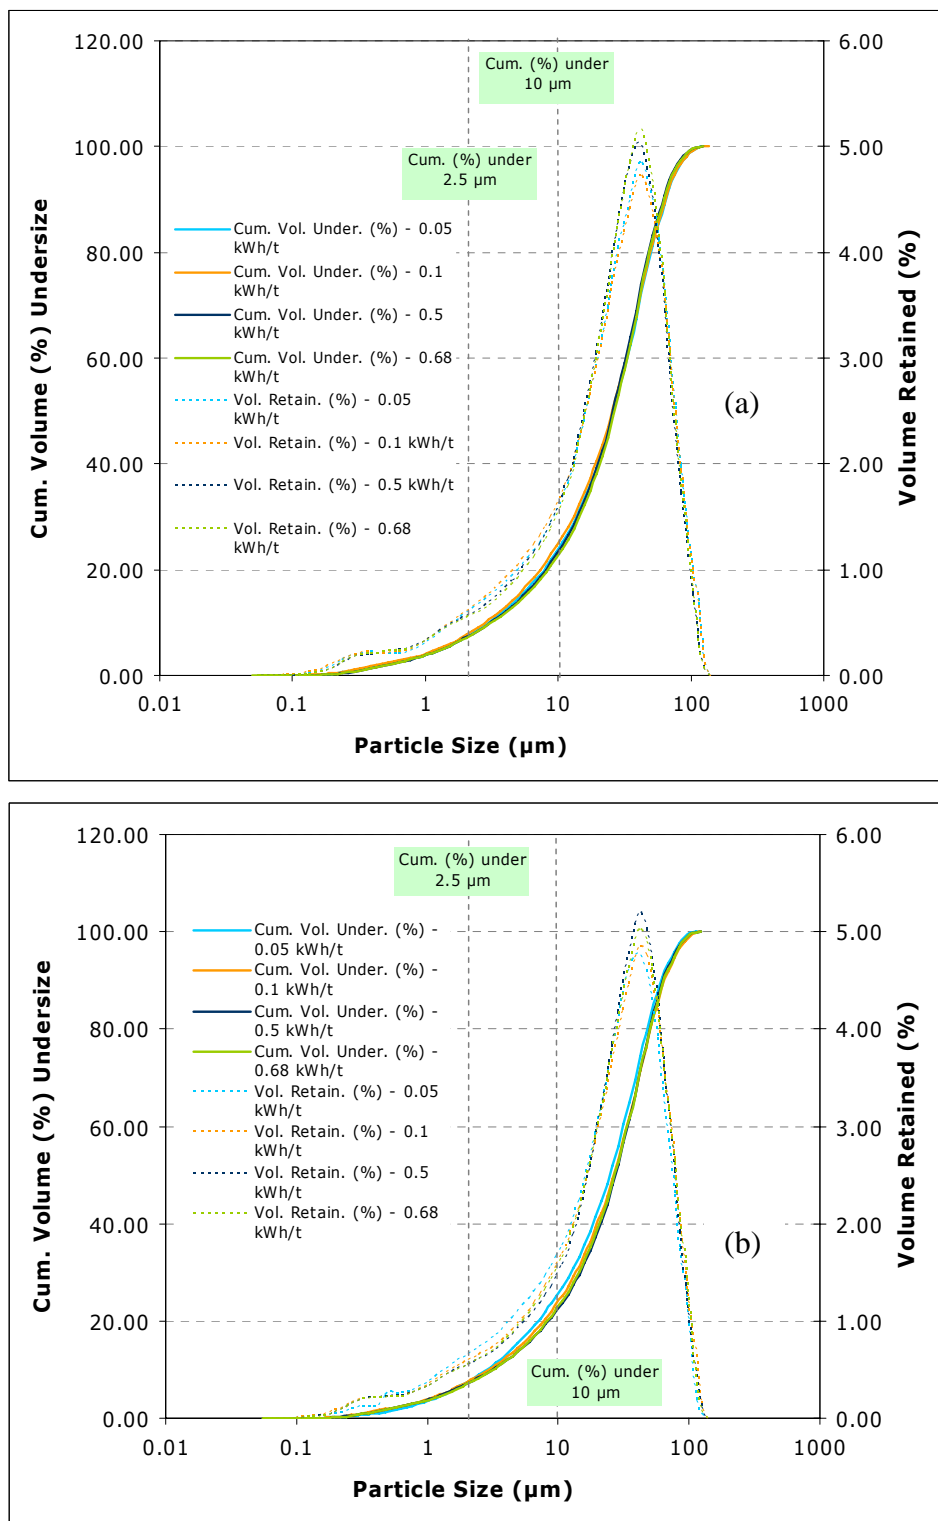 120.00
100.00
80.00
60.00
40.00
20.00
0.00
Cum. Volume (%) Undersize
6.00
5.00
4.00
3.00
2.00
1.00
0.00
Volume Retained (%)
Cum. (%) under
10 µm
Cum. (%) under
2.5 µm
Cum. Vol. Under. (%) - 0.05
kWh/t
Cum. Vol. Under. (%) - 0.1
kWh/t
Cum. Vol. Under. (%) - 0.5
kWh/t
Cum. Vol. Under. (%) - 0.68
kWh/t
Vol. Retain. (%) - 0.05
kWh/t
Vol. Retain. (%) - 0.1 kWh/t
Vol. Retain. (%) - 0.5 kWh/t
Vol. Retain. (%) - 0.68
kWh/t
(a)
0.01 0.1 1 10 100 1000
Particle Size (µm)
120.00
100.00
80.00
60.00
40.00
20.00
0.00
Cum. Volume (%) Undersize
6.00
5.00
4.00
3.00
2.00
1.00
0.00
Volume Retained (%)
Cum. (%) under
2.5 µm
Cum. Vol. Under. (%) -
0.05 kWh/t
Cum. Vol. Under. (%) -
0.1 kWh/t
Cum. Vol. Under. (%) -
0.5 kWh/t
Cum. Vol. Under. (%) -
0.68 kWh/t
Vol. Retain. (%) - 0.05
kWh/t
Vol. Retain. (%) - 0.1
kWh/t
Vol. Retain. (%) - 0.5
kWh/t
Vol. Retain. (%) - 0.68
kWh/t
(b)
Cum. (%) under
10 µm
0.01 0.1 1 10 100 1000
Particle Size (µm)